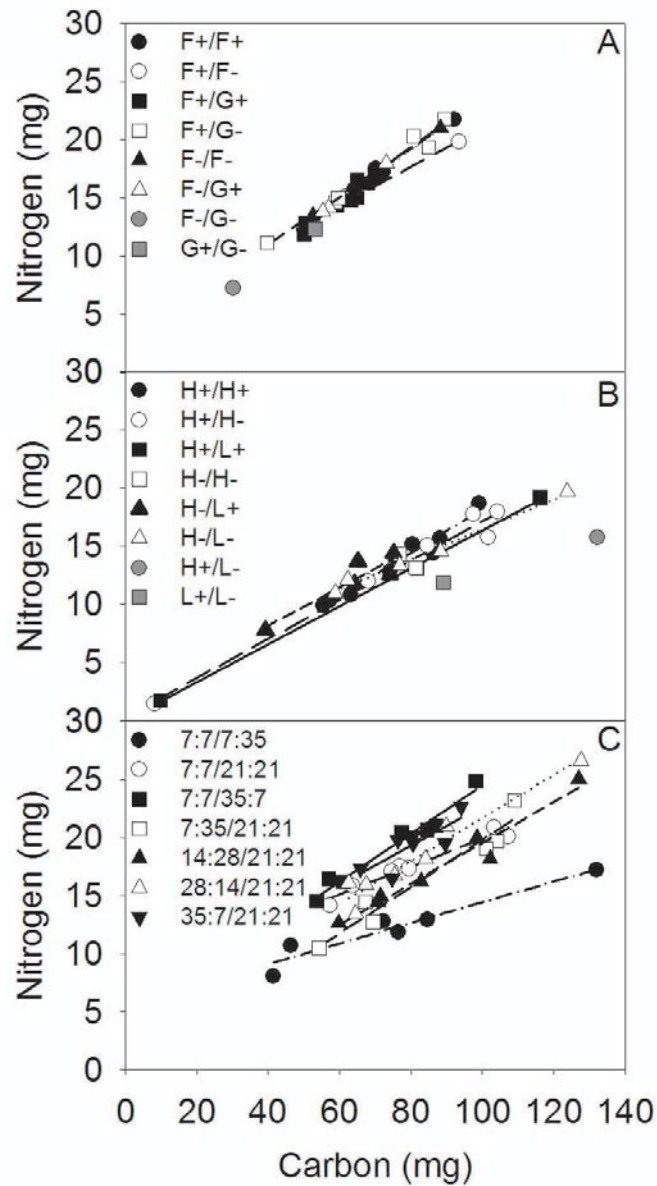 30
A
F+/F+
25
F+/F-
F+/G+
20
F+/G-
F-/F-
15
F-/G+
F-/G-
10
G+/G-
5
Nitrogen (mg)
30
B
H+/H+
25
H+/H-
H+/L+
20
H-/H-
H-/L+
15
H-/L-
H+/L-
10
L+/L-
5
Nitrogen (mg)
30
C
7:7/7:35
25
7:7/21:21
7:7/35:7
20
7:35/21:21
14:28/21:21
15
28:14/21:21
35:7/21:21
10
5
0
Nitrogen (mg)
0 20 40 60 80 100 120 140
Carbon (mg)